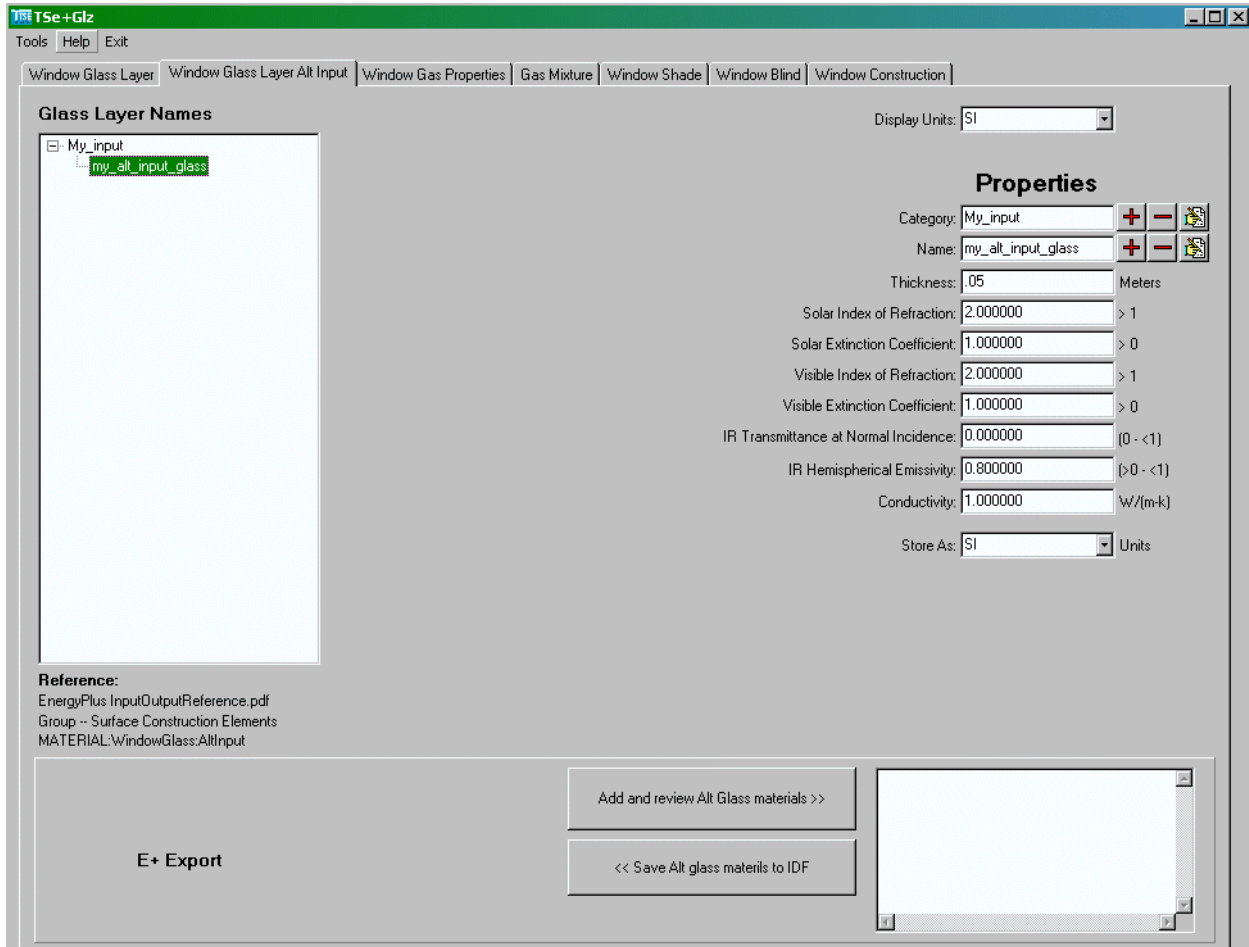 TSe TSe+Glz
Tools Help Exit
Window Glass Layer Window Glass Layer Alt Input Window Gas Properties Gas Mixture Window Shade Window Blind Window Construction
Glass Layer Names
My_input
my_alt_input_glass
Display Units: SI
Properties
Category: My_input
Name: my_alt_input_glass
Thickness: .05 Meters
Solar Index of Refraction: 2.000000 > 1
Solar Extinction Coefficient: 1.000000 > 0
Visible Index of Refraction: 2.000000 > 1
Visible Extinction Coefficient: 1.000000 > 0
IR Transmittance at Normal Incidence: 0.000000 (0 - <1)
IR Hemispherical Emissivity: 0.800000 (>0 - <1)
Conductivity: 1.000000 W/(m-k)
Store As: SI Units
Reference:
EnergyPlus InputOutputReference.pdf
Group -- Surface Construction Elements
MATERIAL:WindowGlass:AltInput
Add and review Alt Glass materials >>
E+ Export
<< Save Alt glass materils to IDF